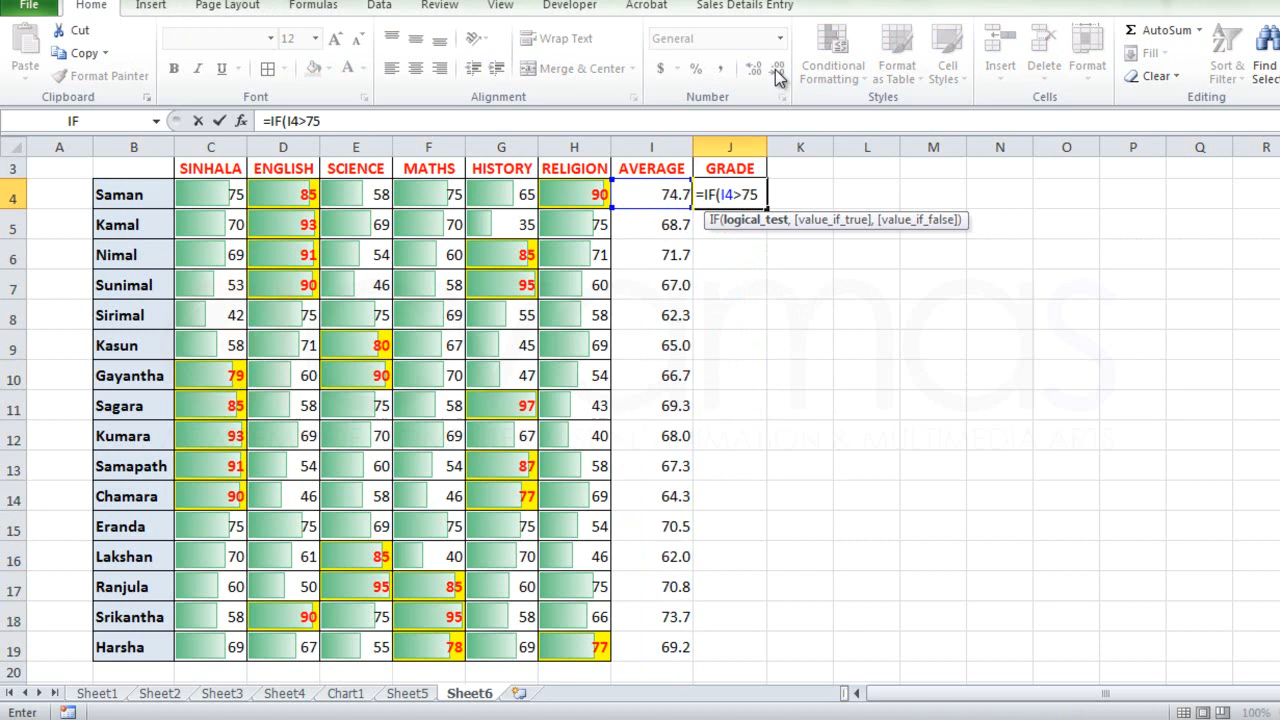 File Home Insert Page Layout Formulas Data Review View Developer Acrobat Sales Details Entry
Cut
Copy
Format Painter
Paste
Clipboard
12
B I U A
Font
Wrap Text
Merge & Center
Alignment
General
$ % ,
Number
Conditional Formatting
Format as Table
Cell Styles
Styles
Insert Delete Format
Cells
AutoSum
Fill
Clear
Sort & Filter
Editing
IF fx =IF(I4>75
B C D E F G H I J K L M N O P Q R
3 SINHALA ENGLISH SCIENCE MATHS HISTORY RELIGION AVERAGE GRADE
4 Saman 75 85 58 75 65 90 74.7 =IF(I4>75
IF(logical_test, [value_if_true], [value_if_false])
5 Kamal 70 93 69 70 35 75 68.7
6 Nimal 69 91 54 60 85 71 71.7
7 Sunimal 53 90 46 58 95 60 67.0
8 Sirimal 42 75 75 69 55 58 62.3
9 Kasun 58 71 80 67 45 69 65.0
10 Gayantha 79 60 90 70 47 54 66.7
11 Sagara 85 58 75 58 97 43 69.3
12 Kumara 93 69 70 69 67 40 68.0
13 Samapath 91 54 60 54 87 58 67.3
14 Chamara 90 46 58 46 77 69 64.3
15 Eranda 75 75 69 75 75 54 70.5
16 Lakshan 70 61 85 40 70 46 62.0
17 Ranjula 60 50 95 85 60 75 70.8
18 Srikantha 58 90 75 95 58 66 73.7
19 Harsha 69 67 55 78 69 77 69.2
20
Sheet1 Sheet2 Sheet3 Sheet4 Chart1 Sheet5 Sheet6
Enter 100%